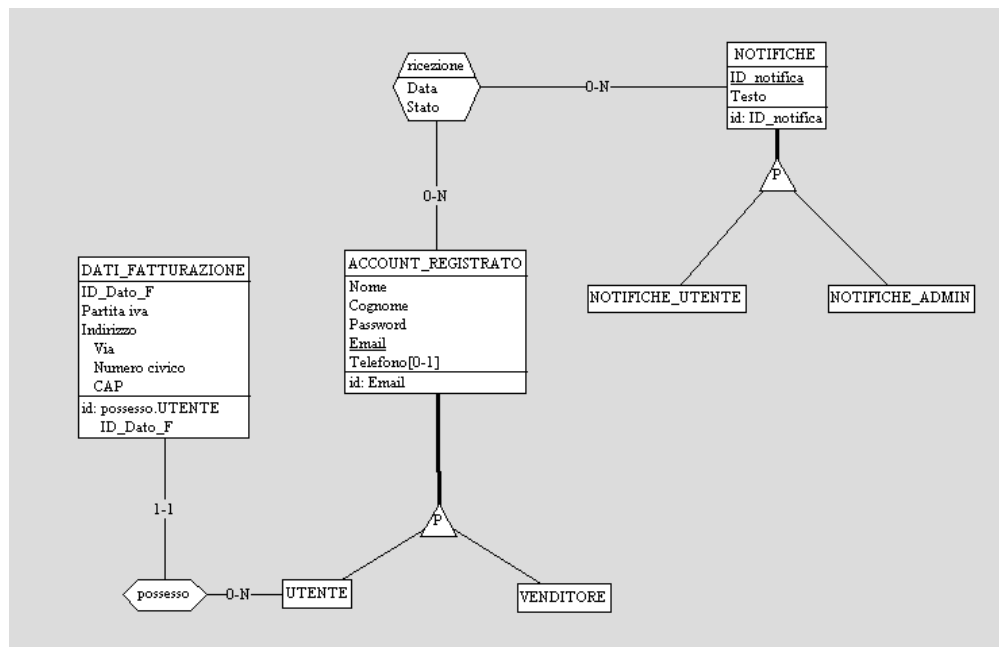 NOTIFICHE
ID_notifica
Testo
id: ID_notifica
ricezione
Data
Stato
0-N
0-N
P
NOTIFICHE_UTENTE
NOTIFICHE_ADMIN
ACCOUNT_REGISTRATO
Nome
Cognome
Password
Email
Telefono[0-1]
id: Email
DATI_FATTURAZIONE
ID_Dato_F
Partita iva
Indirizzo
Via
Numero civico
CAP
id: possesso.UTENTE
ID_Dato_F
1-1
P
possesso
0-N
UTENTE
VENDITORE